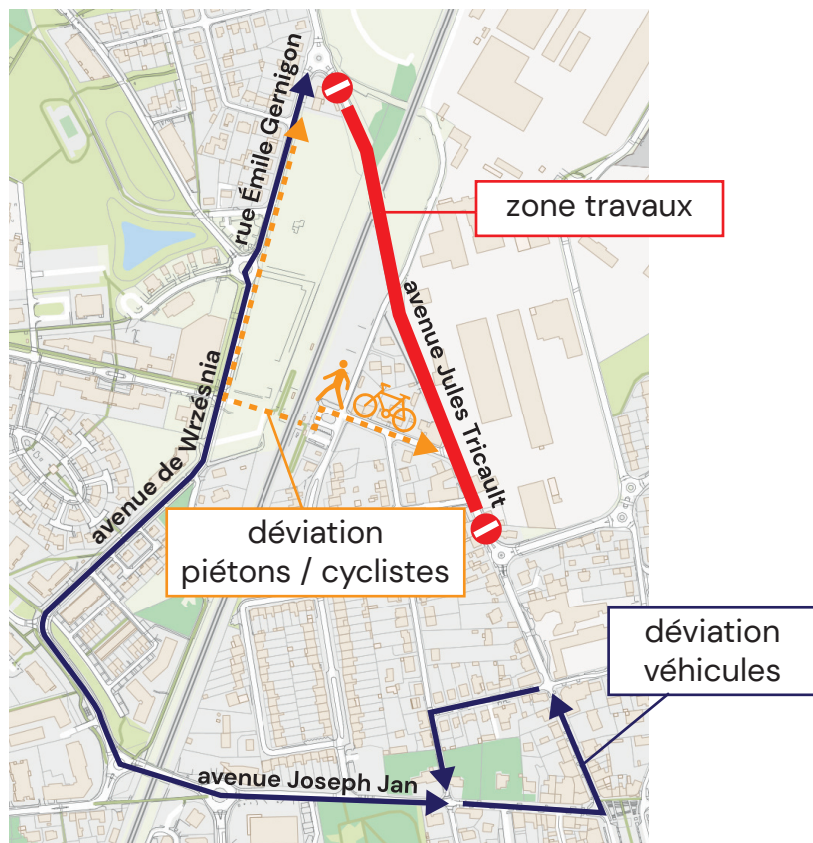 rue Émile Gernigon
zone travaux
avenue Jules Tricault
avenue de Wrzésnia
déviation
piétons / cyclistes
déviation
véhicules
avenue Joseph Jan